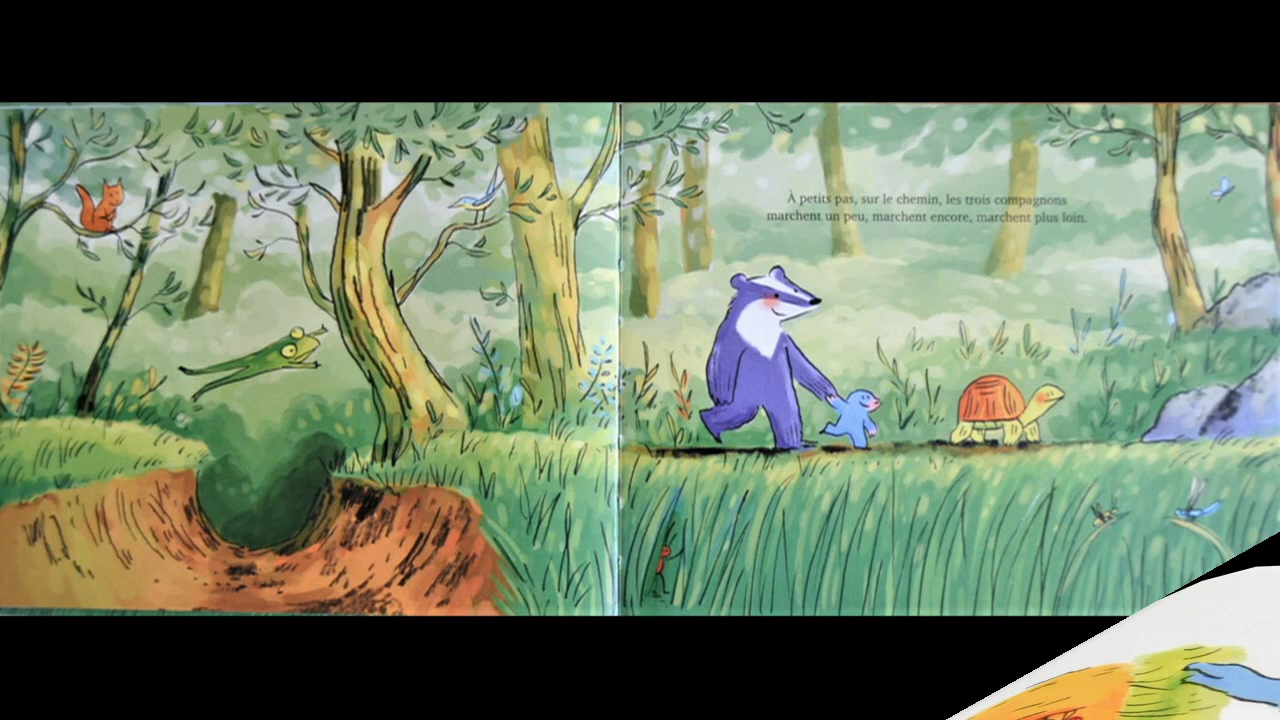 À petits pas, sur le chemin, les trois compagnons
marchent un peu, marchent encore, marchent plus loin.